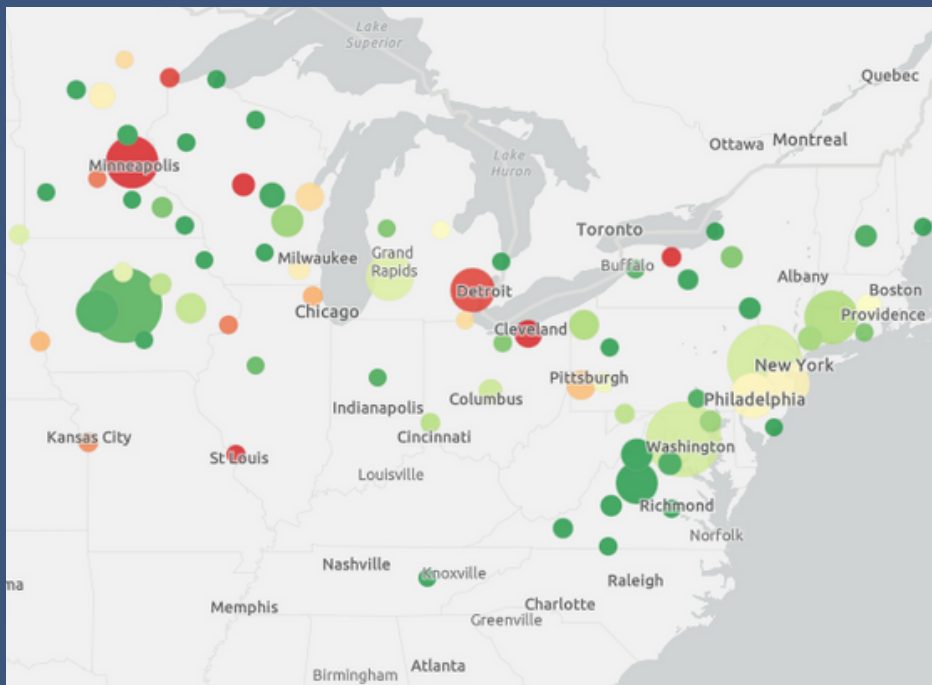 Lake
Superior
Quebec
Ottawa
Montreal
Lake
Huron
Minneapolis
Toronto
Grand
Rapids
Milwaukee
Buffalo
Albany
Boston
Detroit
Chicago
Providence
Cleveland
New York
Pittsburgh
Philadelphia
Columbus
Indianapolis
Kansas City
Cincinnati
Washington
St Louis
Louisville
Richmond
Norfolk
Nashville
Knoxville
ma
Raleigh
Memphis
Charlotte
Greenville
Atlanta
Birmingham